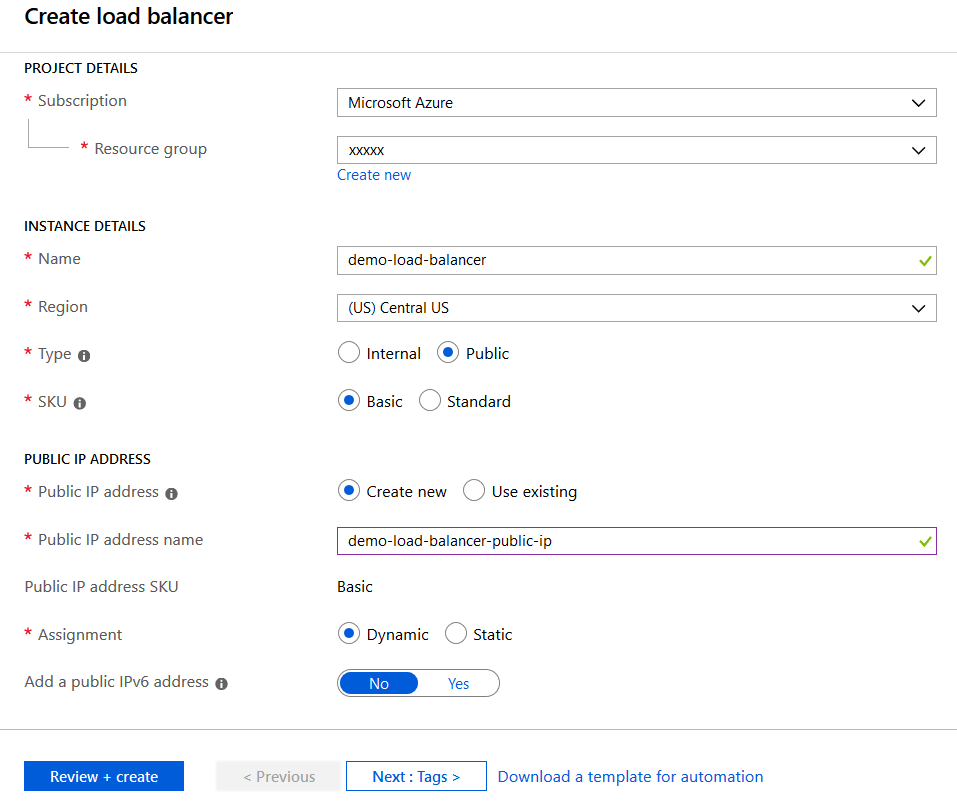 Create load balancer
PROJECT DETAILS
* Subscription
Microsoft Azure
* Resource group
xxxxx
Create new
INSTANCE DETAILS
* Name
demo-load-balancer
* Region
(US) Central US
* Type
Internal
Public
* SKU
Basic
Standard
PUBLIC IP ADDRESS
* Public IP address
Create new
Use existing
* Public IP address name
demo-load-balancer-public-ip
Public IP address SKU
Basic
* Assignment
Dynamic
Static
Add a public IPv6 address
No
Yes
Review + create
< Previous
Next : Tags >
Download a template for automation